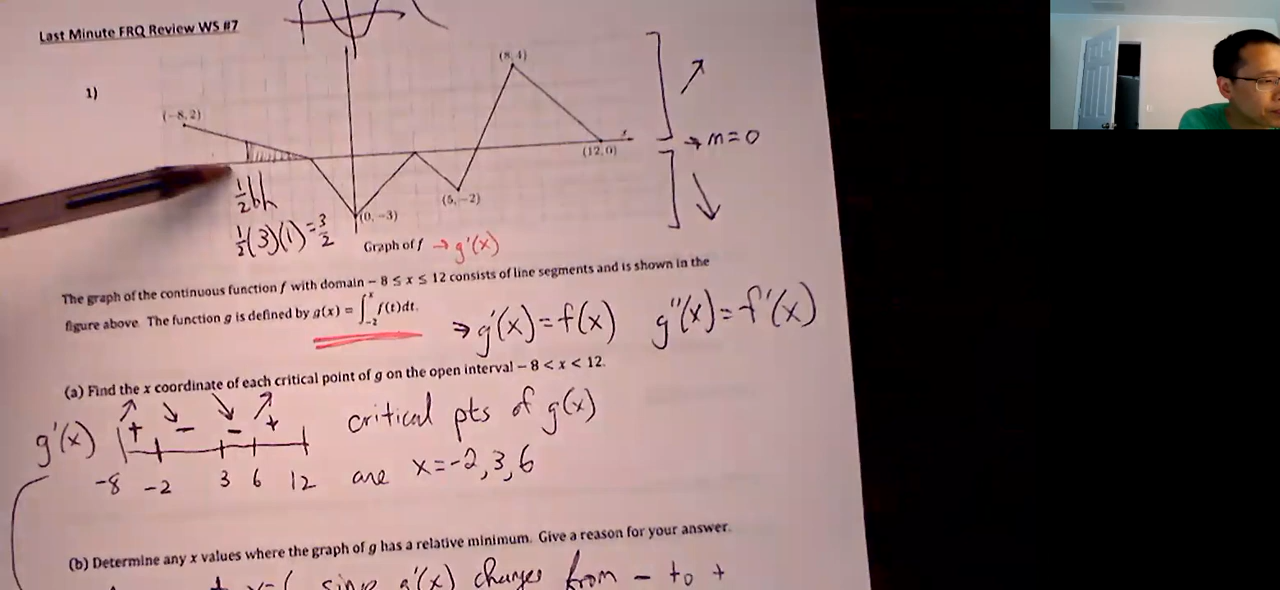 Last Minute FRQ Review WS #7
1)
(-8, 2)
(8, 4)
(12, 0)
(5, -2)
(0, -3)
→ m=0
½bh
½(3)(1)=3/2
Graph of f → g'(x)
The graph of the continuous function f with domain − 8 ≤ x ≤ 12 consists of line segments and is shown in the
figure above. The function g is defined by g(x) = ∫₋₂ˣ f(t)dt.
⇒ g'(x)=f(x) g''(x)=f'(x)
(a) Find the x coordinate of each critical point of g on the open interval − 8 < x < 12.
g'(x) + − − +
-8 -2 3 6 12
critical pts of g(x)
are x=-2, 3, 6
(b) Determine any x values where the graph of g has a relative minimum. Give a reason for your answer.
since g'(x) changes from − to +